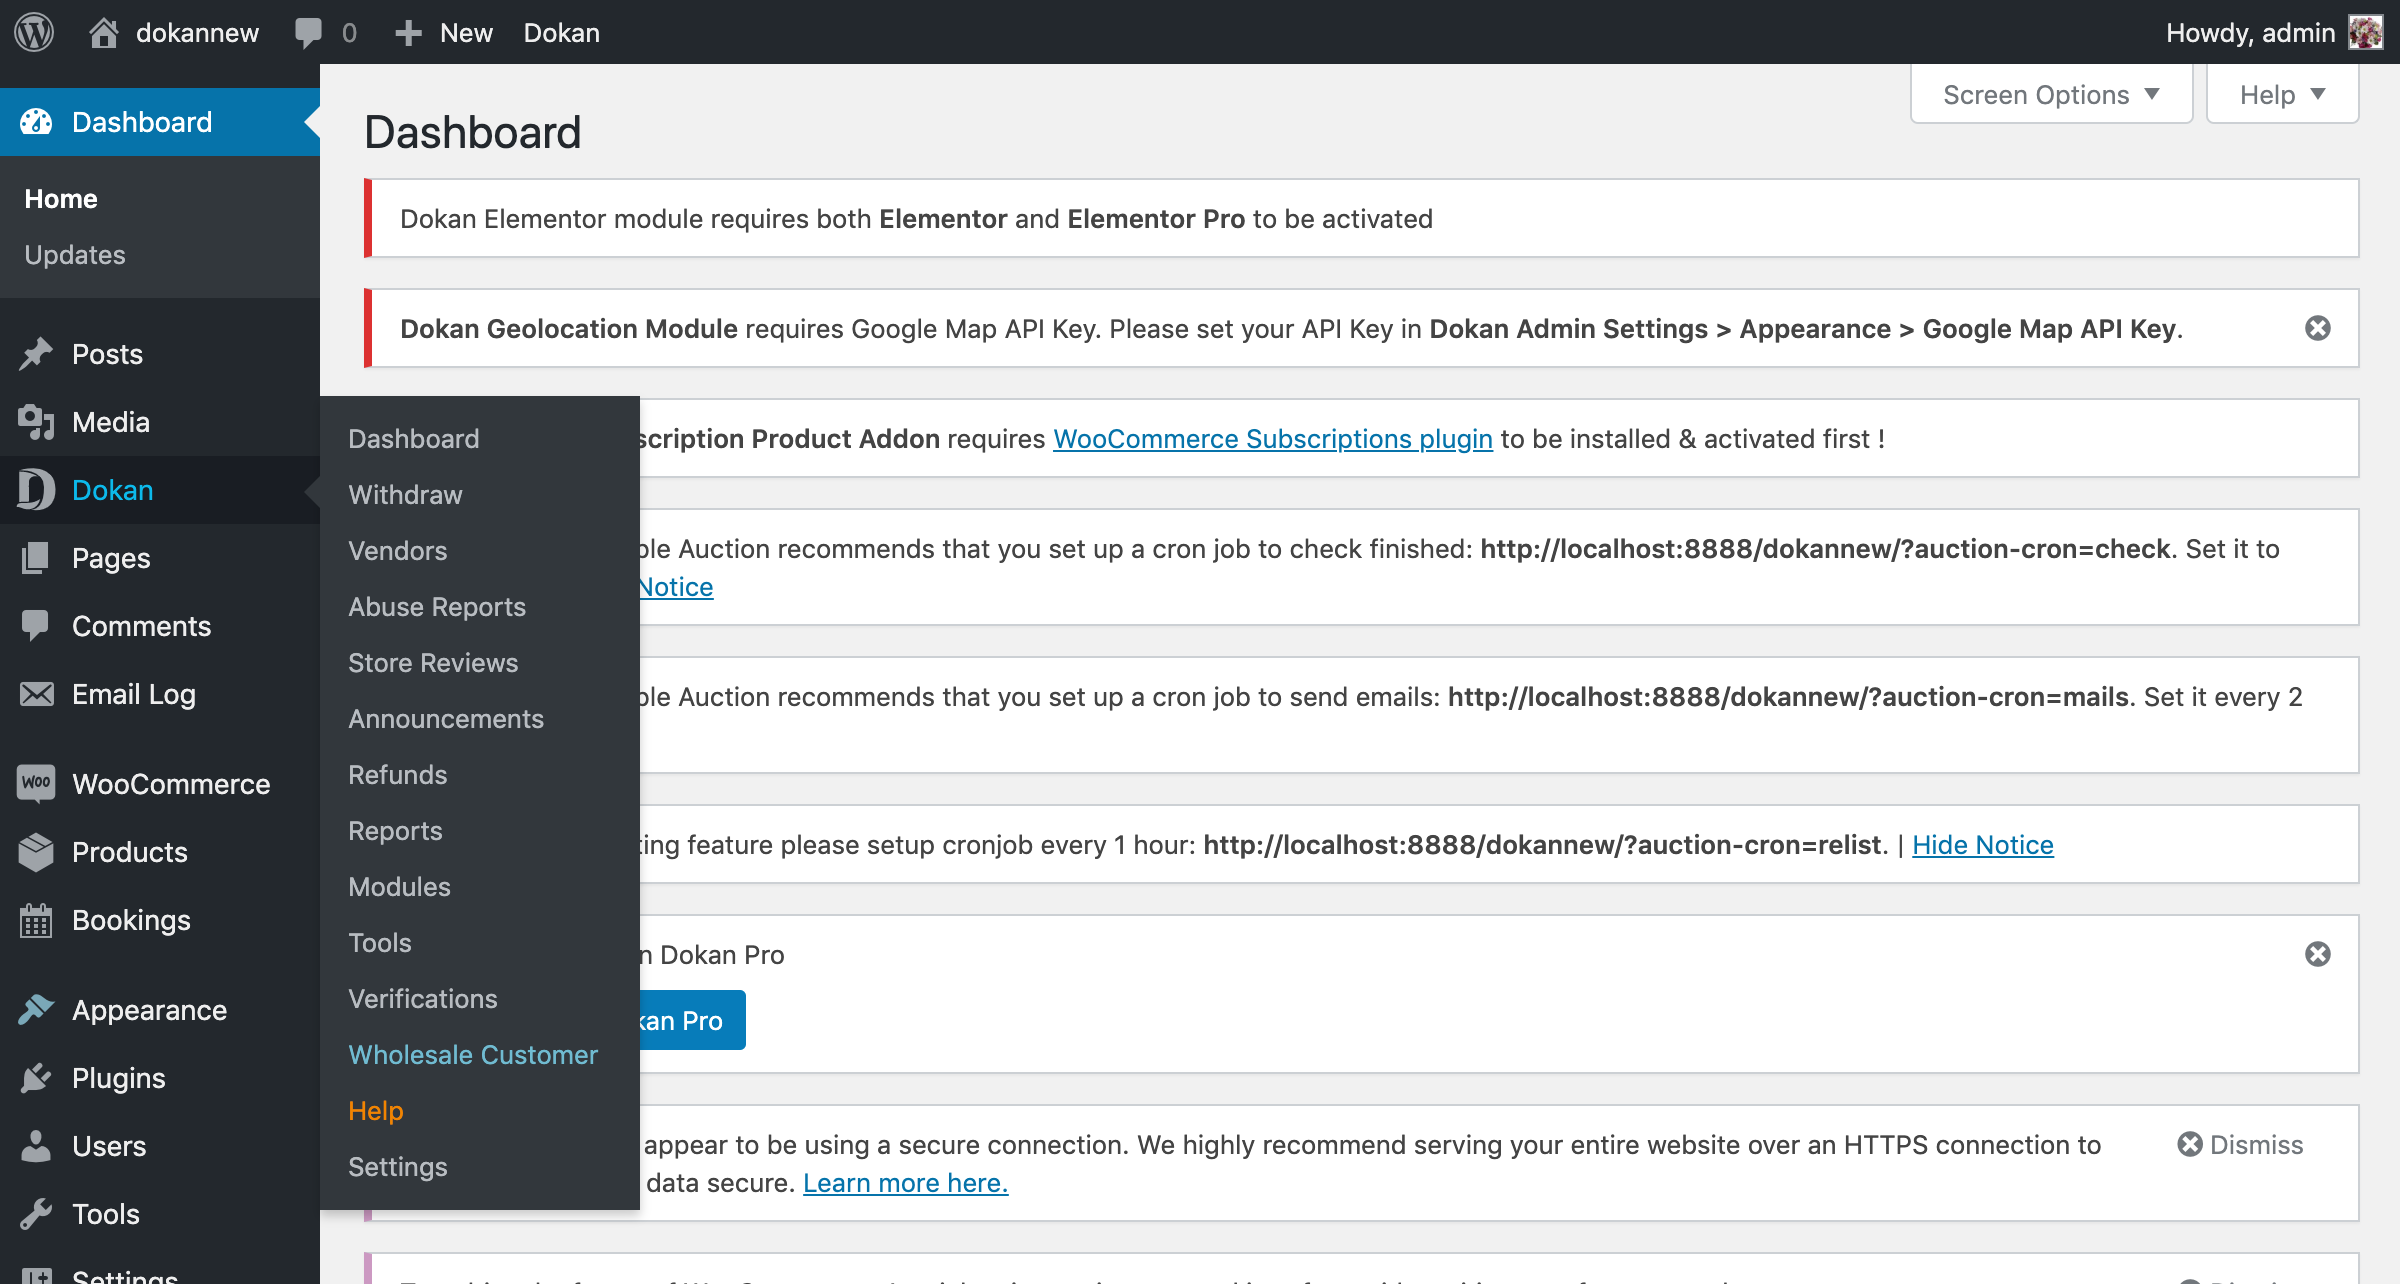 dokannew 0 New Dokan Howdy, admin
Screen Options Help
Dashboard
Home
Updates
Posts
Media
Dokan
Pages
Comments
Email Log
WOO WooCommerce
Products
Bookings
Appearance
Plugins
Users
Tools
Settings
Dashboard
Withdraw
Vendors
Abuse Reports
Store Reviews
Announcements
Refunds
Reports
Modules
Tools
Verifications
Wholesale Customer
Help
Settings
Dashboard
Dokan Elementor module requires both Elementor and Elementor Pro to be activated
Dokan Geolocation Module requires Google Map API Key. Please set your API Key in Dokan Admin Settings > Appearance > Google Map API Key.
scription Product Addon requires WooCommerce Subscriptions plugin to be installed & activated first !
ble Auction recommends that you set up a cron job to check finished: http://localhost:8888/dokannew/?auction-cron=check. Set it to
Notice
ble Auction recommends that you set up a cron job to send emails: http://localhost:8888/dokannew/?auction-cron=mails. Set it every 2
ting feature please setup cronjob every 1 hour: http://localhost:8888/dokannew/?auction-cron=relist. | Hide Notice
n Dokan Pro
kan Pro
appear to be using a secure connection. We highly recommend serving your entire website over an HTTPS connection to
data secure. Learn more here.
Dismiss